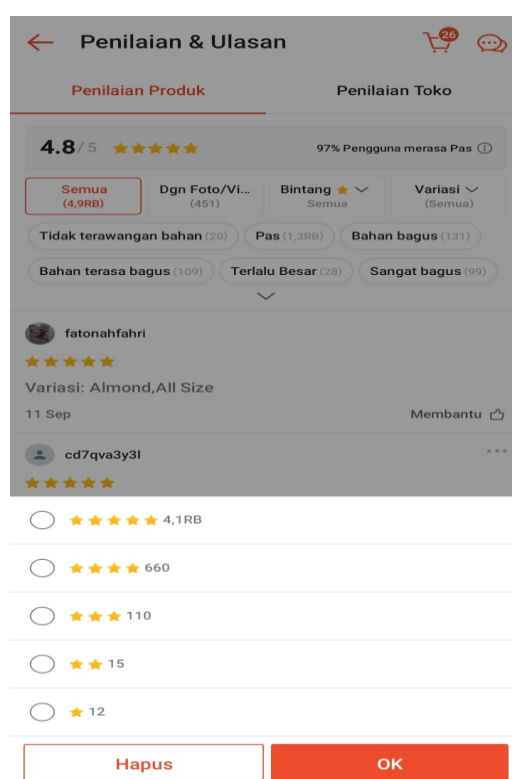 Penilaian & Ulasan 26
Penilaian Produk Penilaian Toko
4.8/5 97% Pengguna merasa Pas
Semua (4,9RB) Dgn Foto/Vi... (451) Bintang Semua Variasi (Semua)
Tidak terawangan bahan (20) Pas (1,3RB) Bahan bagus (131)
Bahan terasa bagus (109) Terlalu Besar (28) Sangat bagus (99)
fatonahfahri
Variasi: Almond,All Size
11 Sep Membantu
cd7qva3y3l
4,1RB
660
110
15
12
Hapus OK